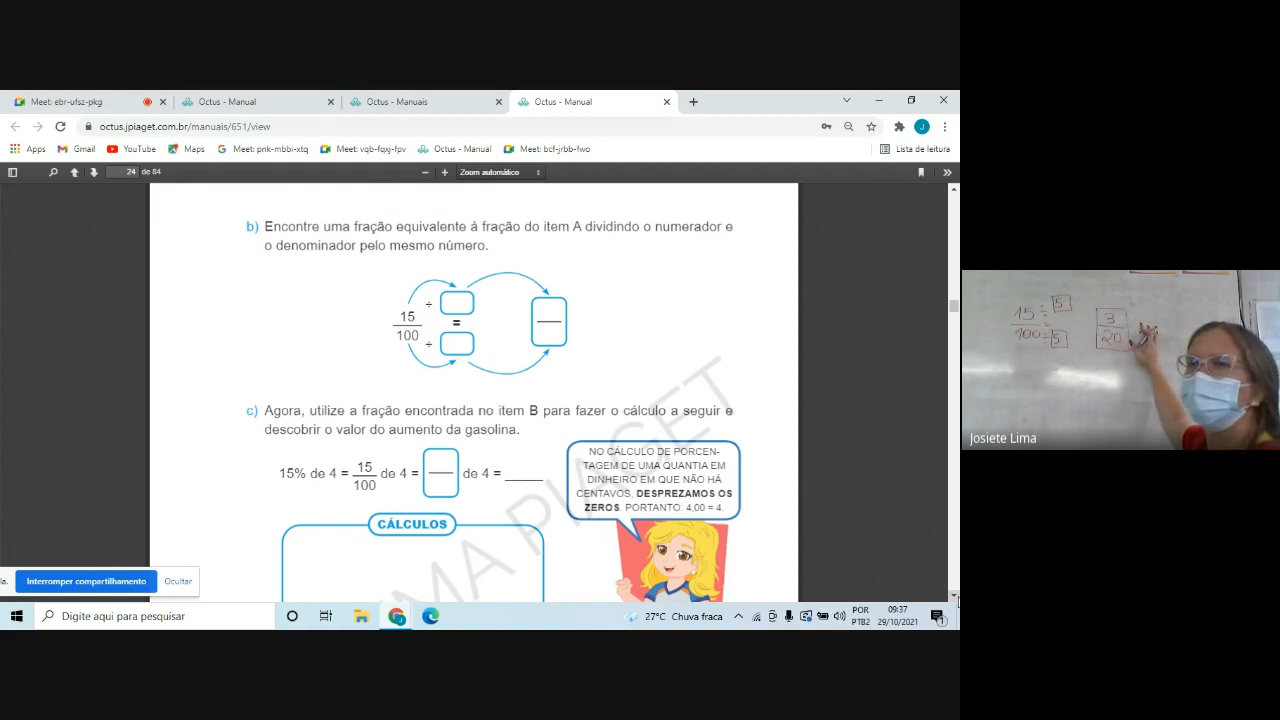 Meet: ebr-ufsz-pkg
Octus - Manual
Octus - Manuais
Octus - Manual
octus.jpiaget.com.br/manuais/651/view
Apps
Gmail
YouTube
Maps
Meet: pnk-mbbi-xtq
Meet: vqb-fqxj-fpv
Octus - Manual
Meet: bcf-jrbb-fwo
Lista de leitura
24 de 84
Zoom automático
b) Encontre uma fração equivalente à fração do item A dividindo o numerador e
o denominador pelo mesmo número.
15 ÷
=
100 ÷
c) Agora, utilize a fração encontrada no item B para fazer o cálculo a seguir e
descobrir o valor do aumento da gasolina.
15% de 4 = 15/100 de 4 = — de 4 = _____
NO CÁLCULO DE PORCEN-
TAGEM DE UMA QUANTIA EM
DINHEIRO EM QUE NÃO HÁ
CENTAVOS, DESPREZAMOS OS
ZEROS. PORTANTO: 4,00 = 4.
CÁLCULOS
MA PIAGET
la.
Interromper compartilhamento
Ocultar
Digite aqui para pesquisar
27°C Chuva fraca
POR
PTB2
09:37
29/10/2021
1
15 ÷ 5
=
100 ÷ 5
3
20
Josiete Lima